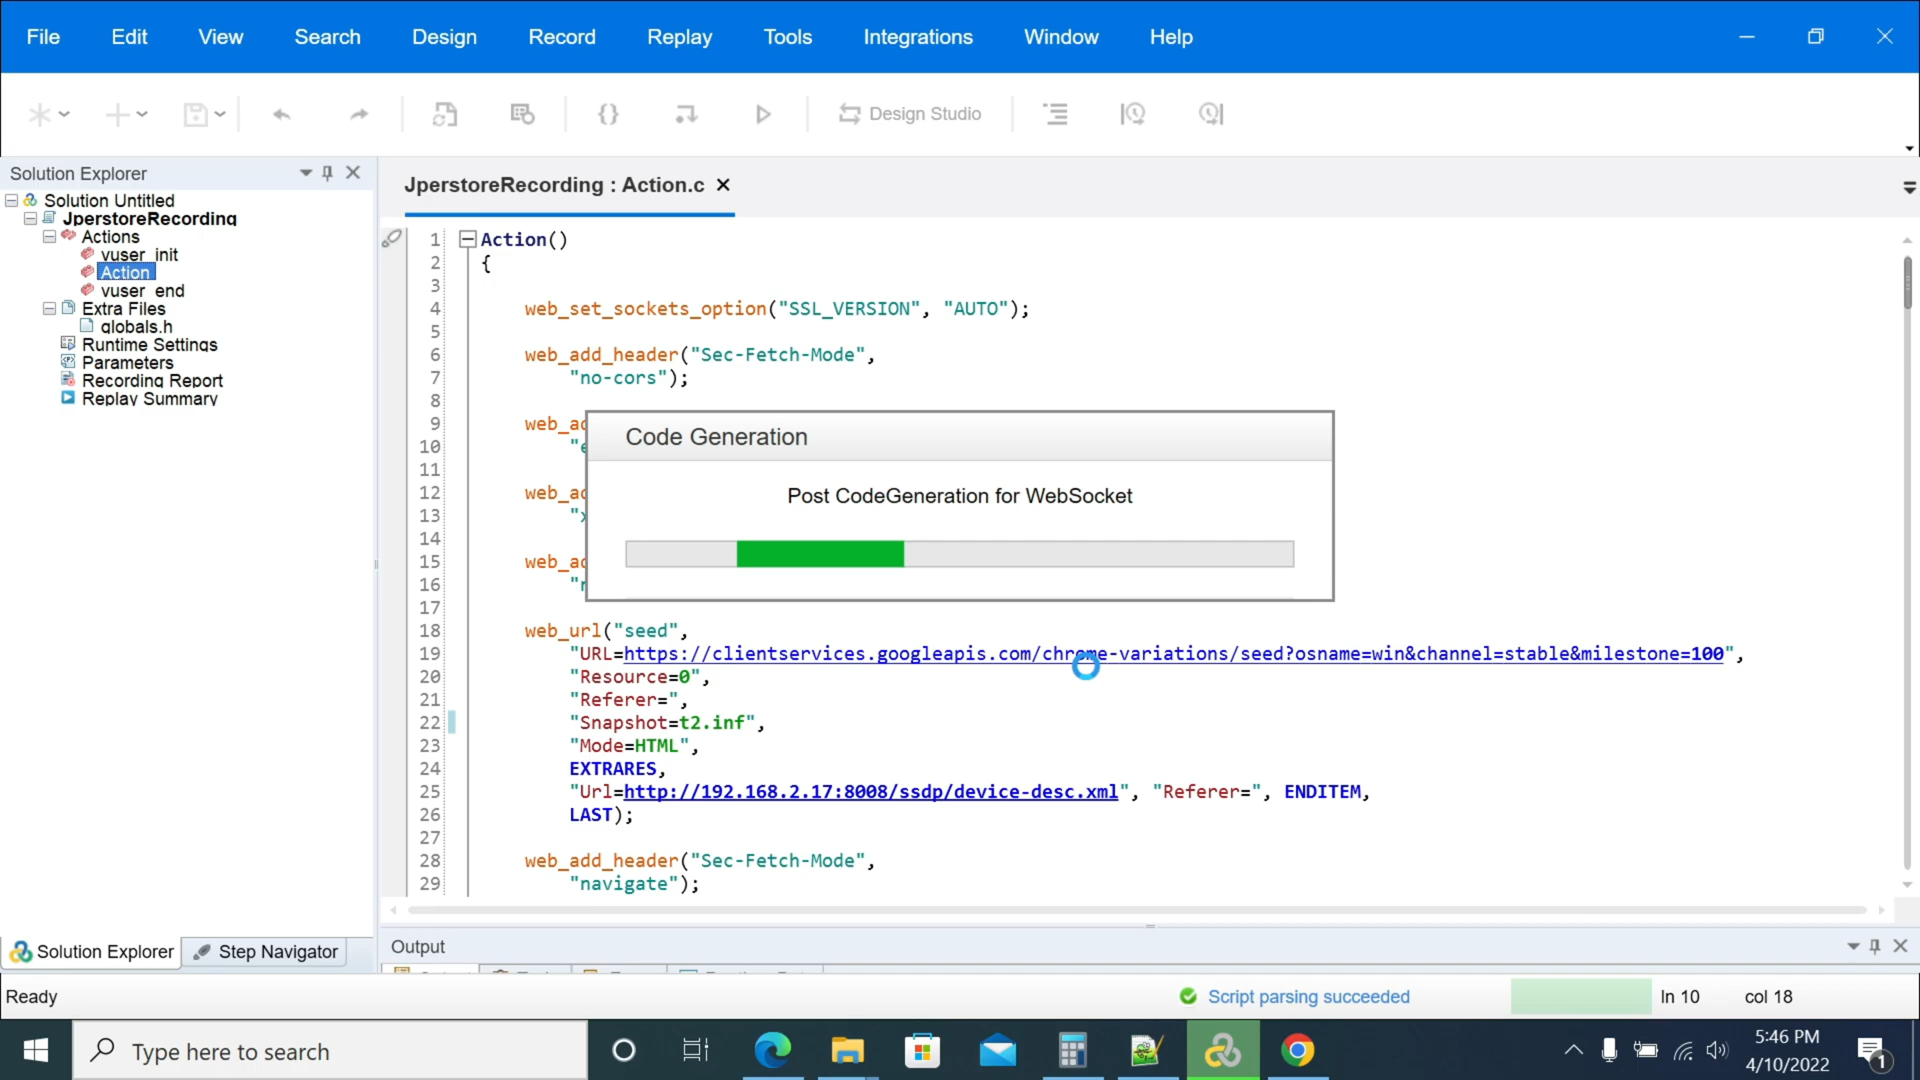 File Edit View Search Design Record Replay Tools Integrations Window Help
Design Studio
Solution Explorer
Solution Untitled
JperstoreRecording
Actions
vuser_init
Action
vuser_end
Extra Files
globals.h
Runtime Settings
Parameters
Recording Report
Replay Summary
JperstoreRecording : Action.c
1 Action()
2 {
3
4 web_set_sockets_option("SSL_VERSION", "AUTO");
5
6 web_add_header("Sec-Fetch-Mode",
7 "no-cors");
8
9 web_ad
10 "e
11
12 web_ad
13 "x
14
15 web_ad
16
17
18 web_url("seed",
19 "URL=https://clientservices.googleapis.com/chrome-variations/seed?osname=win&channel=stable&milestone=100",
20 "Resource=0",
21 "Referer=",
22 "Snapshot=t2.inf",
23 "Mode=HTML",
24 EXTRARES,
25 "Url=http://192.168.2.17:8008/ssdp/device-desc.xml", "Referer=", ENDITEM,
26 LAST);
27
28 web_add_header("Sec-Fetch-Mode",
29 "navigate");
Code Generation
Post CodeGeneration for WebSocket
Solution Explorer Step Navigator
Output
Ready Script parsing succeeded ln 10 col 18
Type here to search
5:46 PM
4/10/2022
1